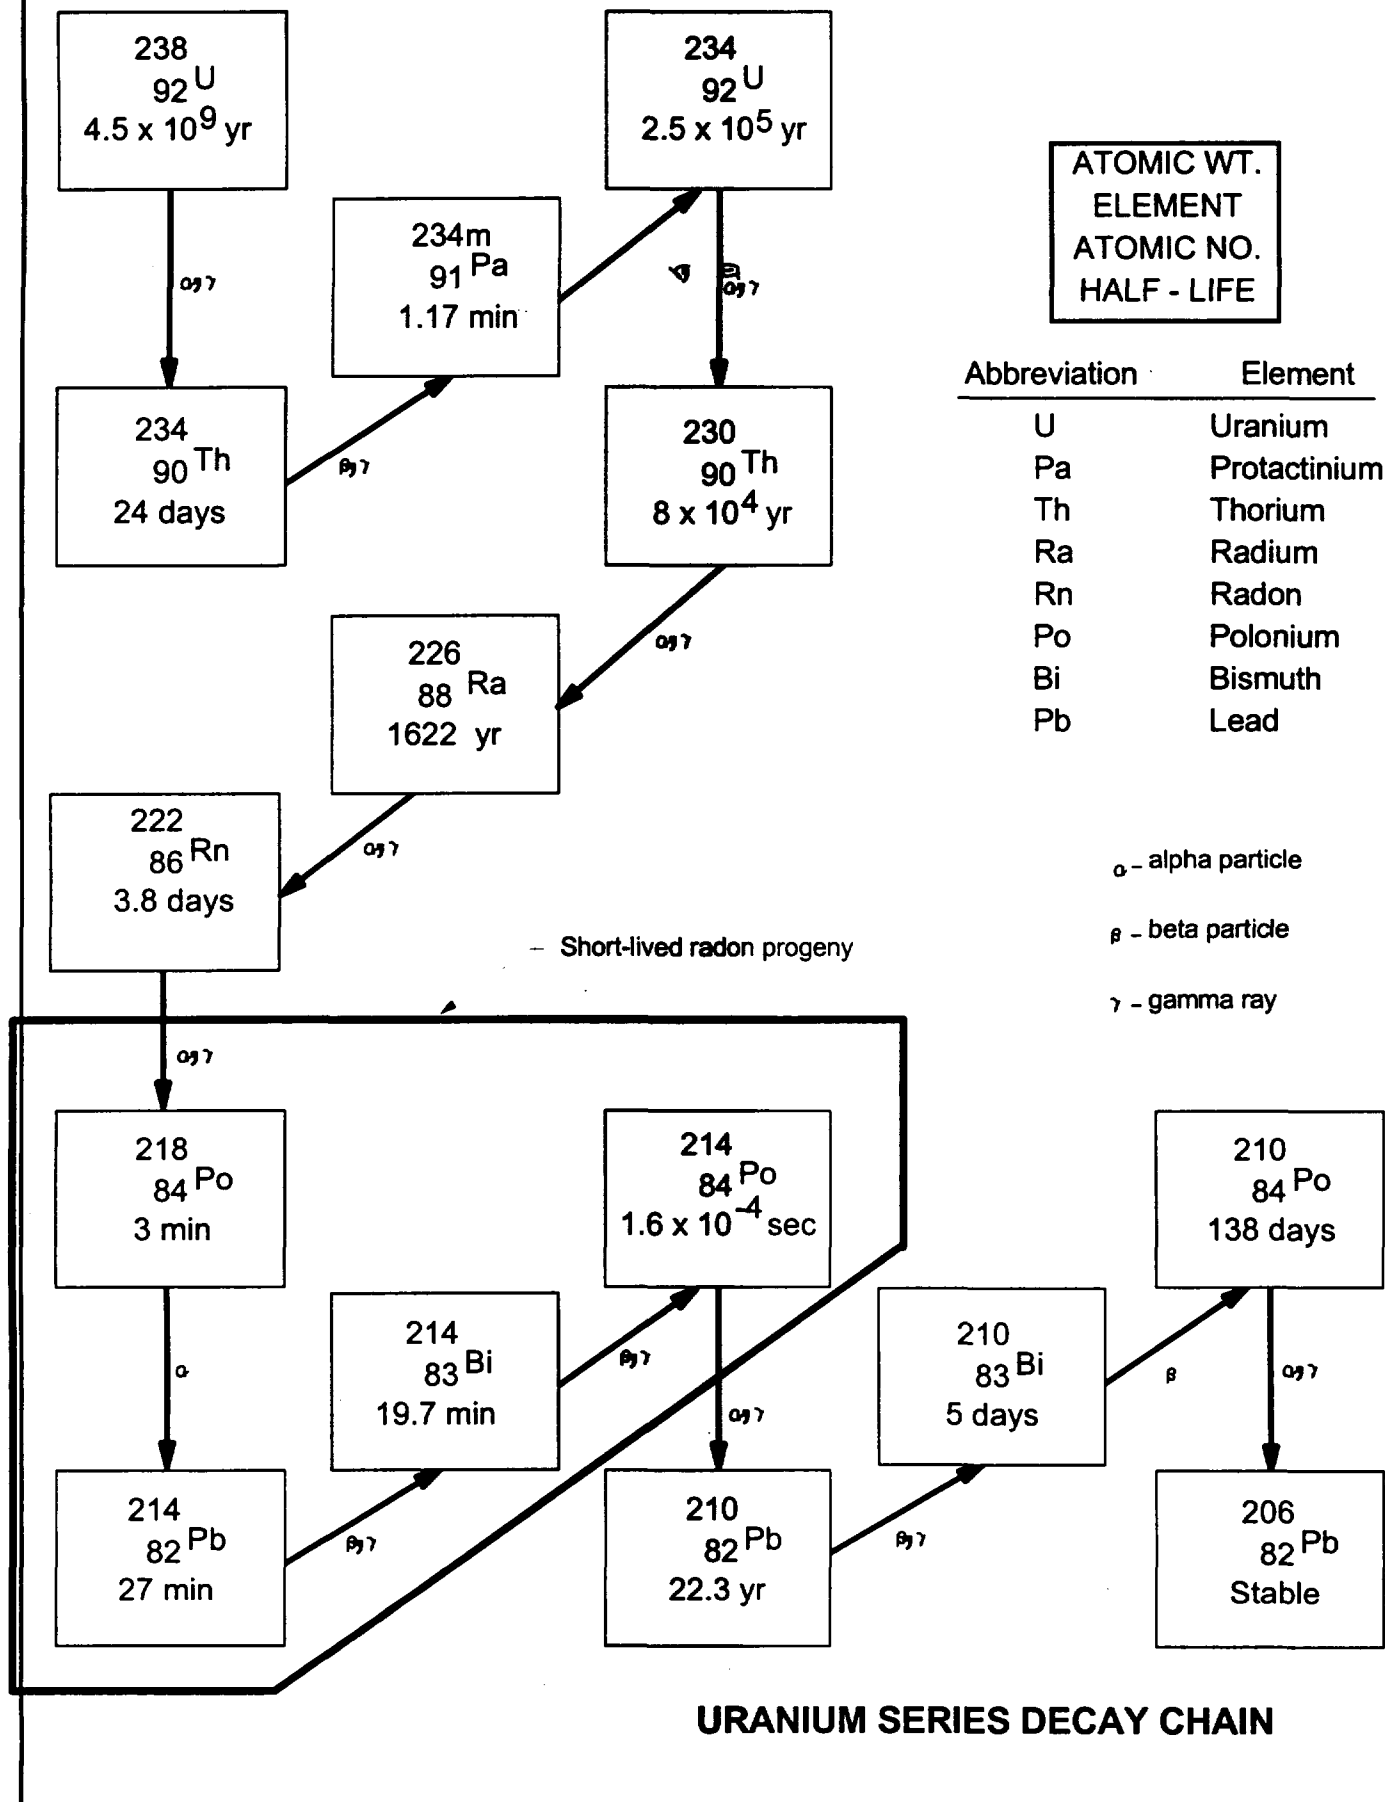 238
92 U
4.5 x 10^9 yr
234
92 U
2.5 x 10^5 yr
ATOMIC WT.
ELEMENT
ATOMIC NO.
HALF - LIFE
234m
91 Pa
1.17 min
α,γ
α,γ
Abbreviation Element
U Uranium
Pa Protactinium
Th Thorium
Ra Radium
Rn Radon
Po Polonium
Bi Bismuth
Pb Lead
234
90 Th
24 days
β,γ
230
90 Th
8 x 10^4 yr
α,γ
226
88 Ra
1622 yr
α,γ
222
86 Rn
3.8 days
α - alpha particle
β - beta particle
γ - gamma ray
– Short-lived radon progeny
α,γ
218
84 Po
3 min
214
84 Po
1.6 x 10^-4 sec
210
84 Po
138 days
α
214
83 Bi
19.7 min
β,γ
α,γ
210
83 Bi
5 days
β
α,γ
214
82 Pb
27 min
β,γ
210
82 Pb
22.3 yr
β,γ
206
82 Pb
Stable
URANIUM SERIES DECAY CHAIN